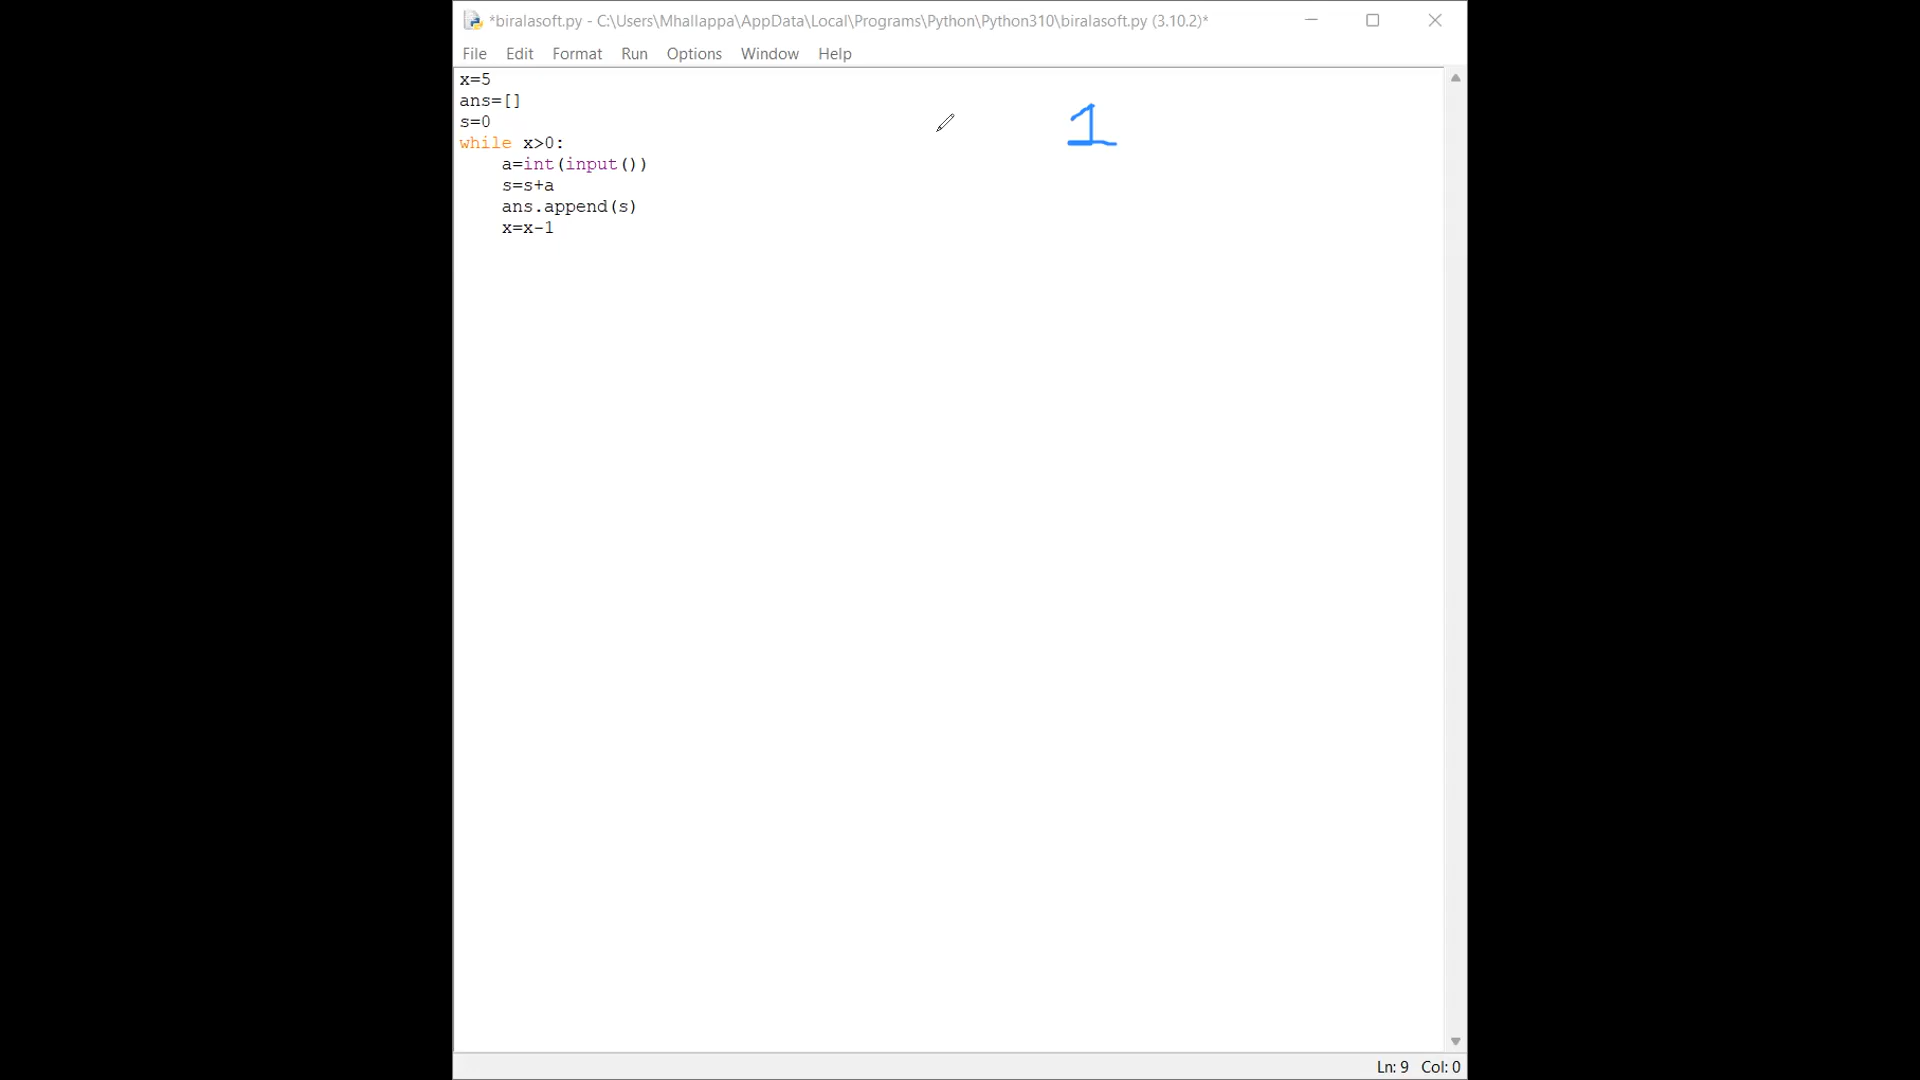 *biralasoft.py - C:\Users\Mhallappa\AppData\Local\Programs\Python\Python310\biralasoft.py (3.10.2)*
File Edit Format Run Options Window Help
x=5
ans=[]
s=0
while x>0:
    a=int(input())
    s=s+a
    ans.append(s)
    x=x-1
1
Ln: 9 Col: 0